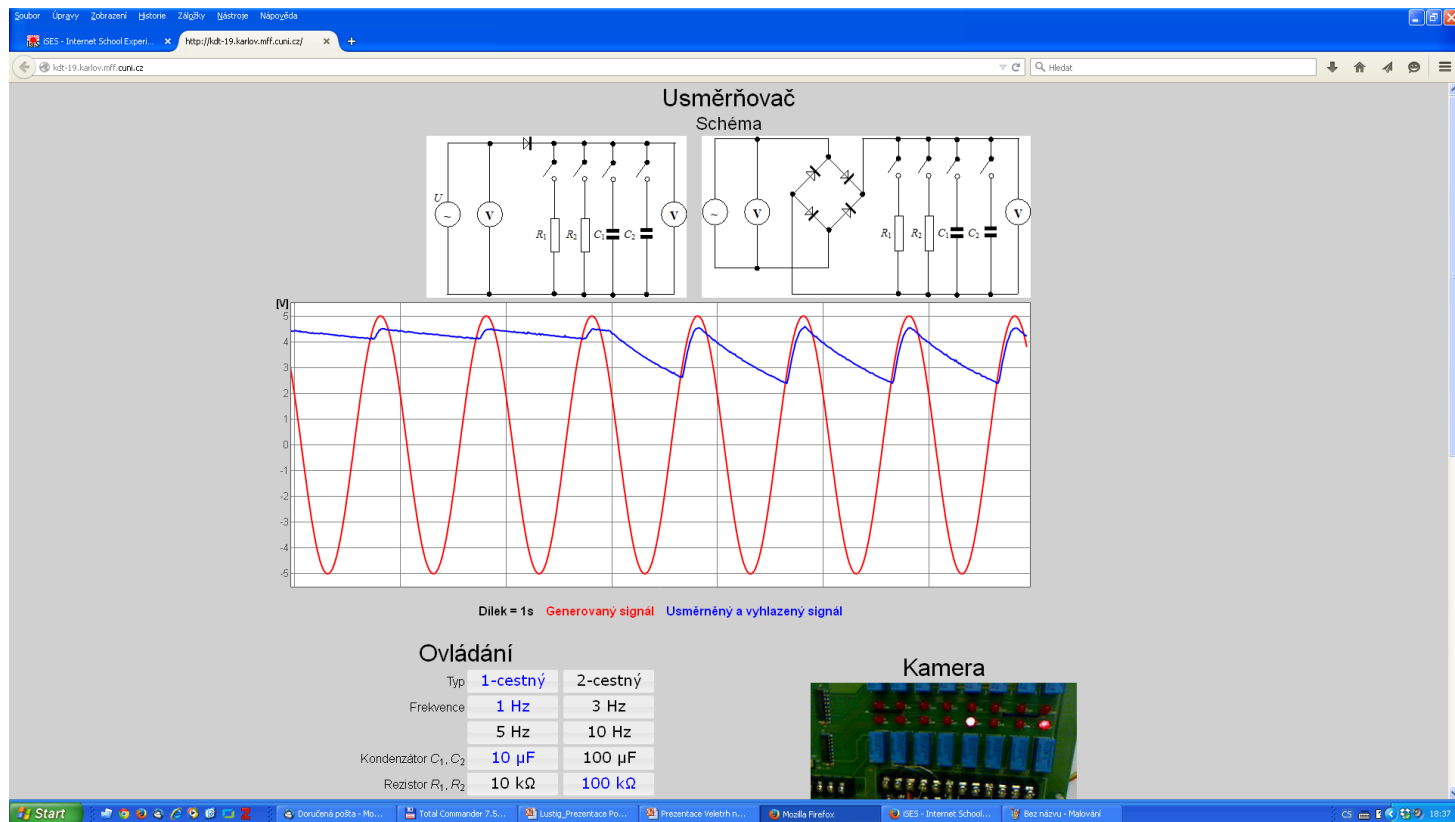 Soubor Úpravy Zobrazení Historie Záložky Nástroje Nápověda
iSES - Internet School Experi... × http://kdt-19.karlov.mff.cuni.cz/ × +
kdt-19.karlov.mff.cuni.cz Hledat
Usměrňovač
Schéma
U ~ V R1 R2 C1 C2 V
~ V R1 R2 C1 C2 V
[V]
5
4
3
2
1
0
-1
-2
-3
-4
-5
Dílek = 1s Generovaný signál Usměrněný a vyhlazený signál
Ovládání
Kamera
Typ 1-cestný 2-cestný
Frekvence 1 Hz 3 Hz
5 Hz 10 Hz
Kondenzátor C1, C2 10 µF 100 µF
Rezistor R1, R2 10 kΩ 100 kΩ
Start Doručená pošta - Mo... Total Commander 7.5... Lustig_Prezentace Po... Prezentace Veletrh n... Mozilla Firefox iSES - Internet School... Bez názvu - Malování CS 18:37